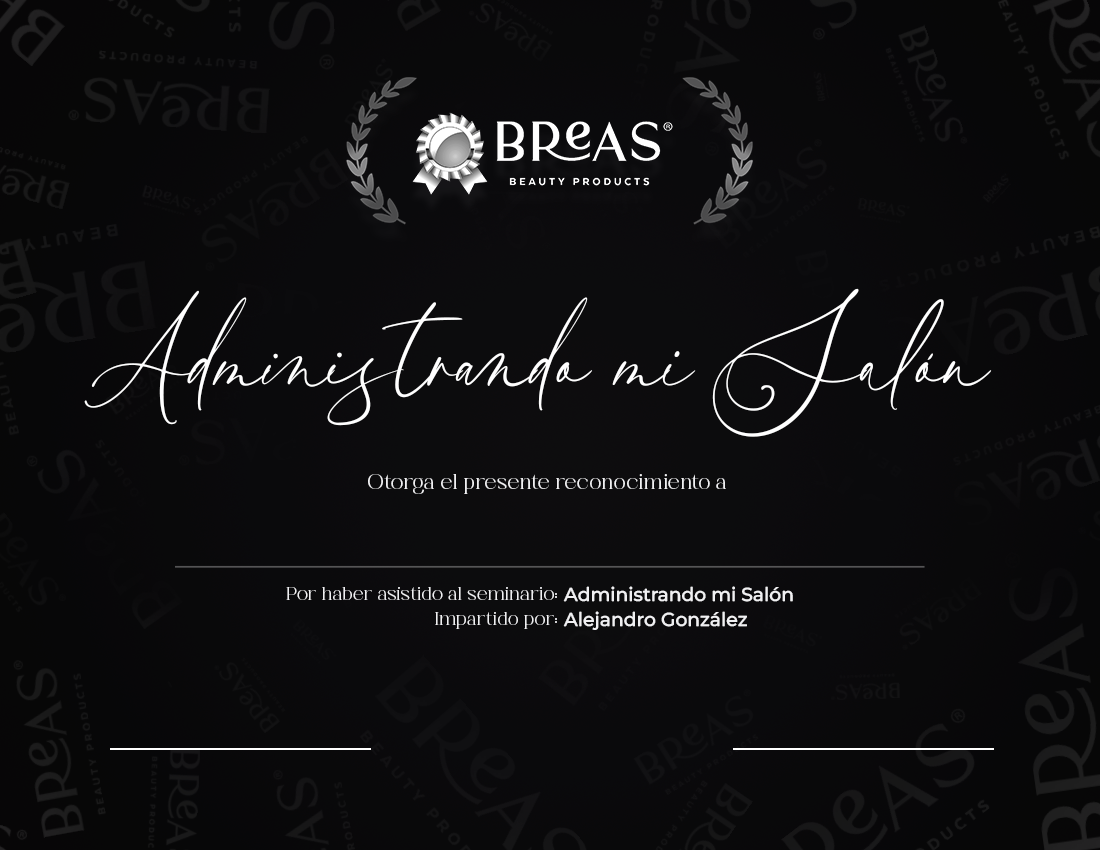 BREAS®
BEAUTY PRODUCTS
Administrando mi Salón
Otorga el presente reconocimiento a
Por haber asistido al seminario: Administrando mi Salón
Impartido por: Alejandro González